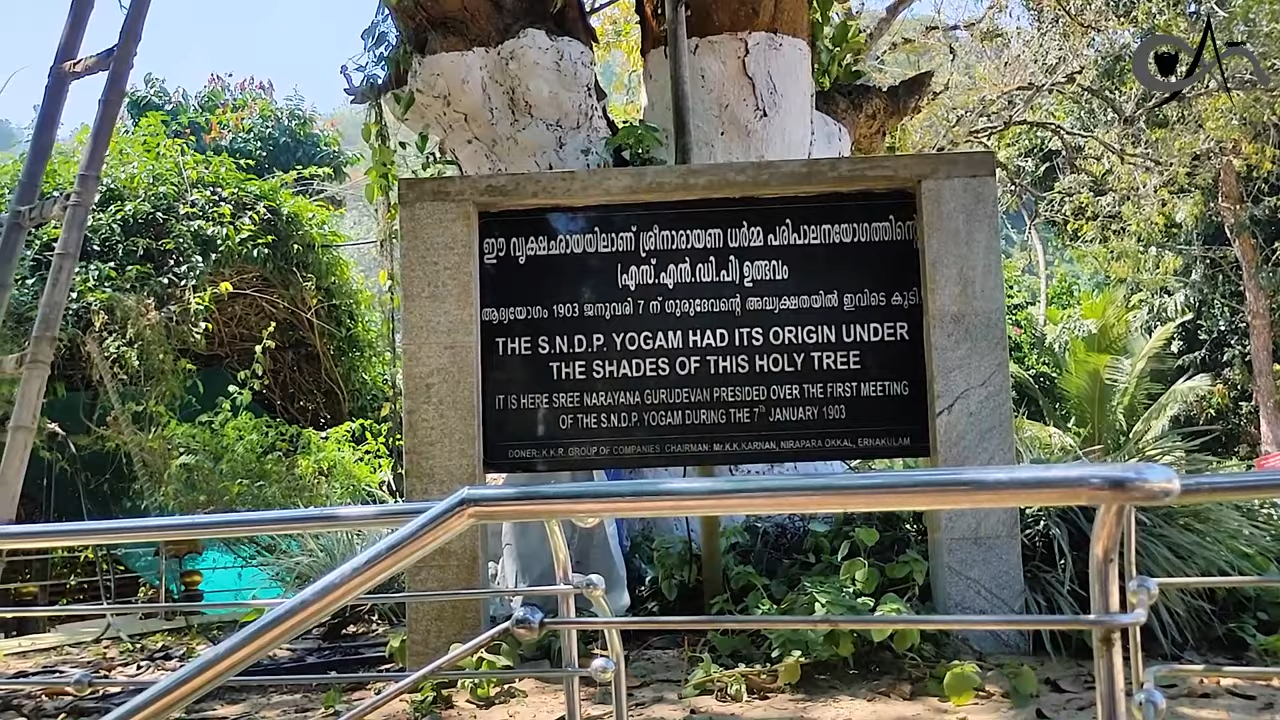 ഈ വൃക്ഷഛായയിലാണ് ശ്രീനാരായണ ധർമ്മ പരിപാലനയോഗത്തിന്റെ
(എസ്.എൻ.ഡി.പി) ഉത്ഭവം
ആദ്യയോഗം 1903 ജനുവരി 7 ന് ഗുരുദേവന്റെ അദ്ധ്യക്ഷതയിൽ ഇവിടെ കൂടി.
THE S.N.D.P. YOGAM HAD ITS ORIGIN UNDER
THE SHADES OF THIS HOLY TREE
IT IS HERE SREE NARAYANA GURUDEVAN PRESIDED OVER THE FIRST MEETING
OF THE S.N.D.P. YOGAM DURING THE 7th JANUARY 1903
DONER: K.K.R. GROUP OF COMPANIES CHAIRMAN: Mr.K.K.KARNAN, NIRAPARA OKKAL, ERNAKULAM